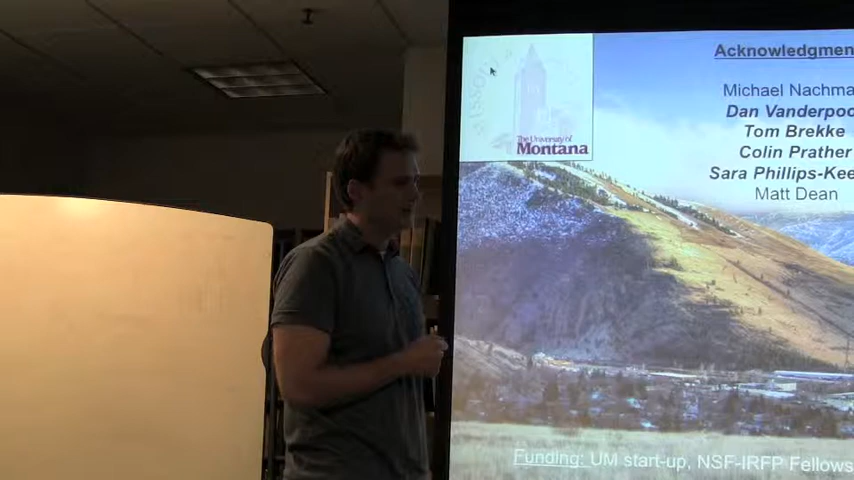 The University of
Montana
Acknowledgmen
Michael Nachma
Dan Vanderpoo
Tom Brekke
Colin Prather
Sara Phillips-Kee
Matt Dean
Funding: UM start-up, NSF-IRFP Fellows